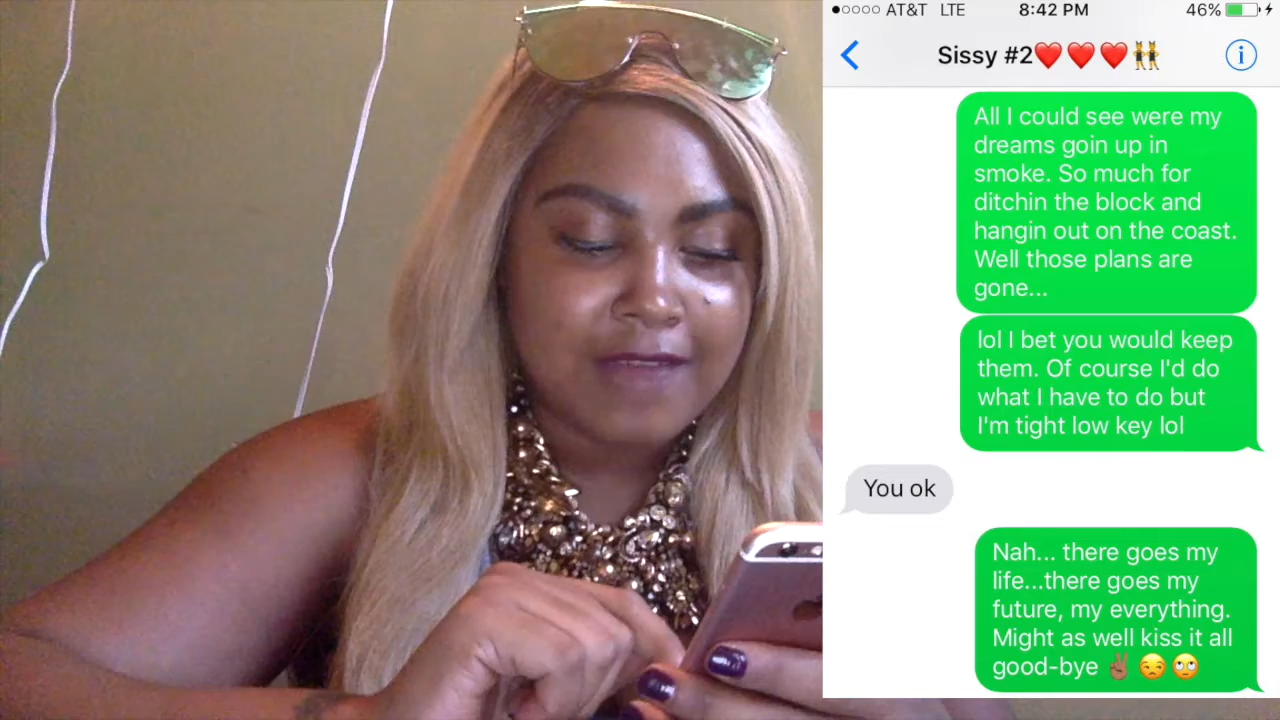 ●○○○○ AT&T LTE 8:42 PM 46%
Sissy #2❤️❤️❤️👯
All I could see were my
dreams goin up in
smoke. So much for
ditchin the block and
hangin out on the coast.
Well those plans are
gone...
lol I bet you would keep
them. Of course I'd do
what I have to do but
I'm tight low key lol
You ok
Nah... there goes my
life...there goes my
future, my everything.
Might as well kiss it all
good-bye ✌🏾😒🙄